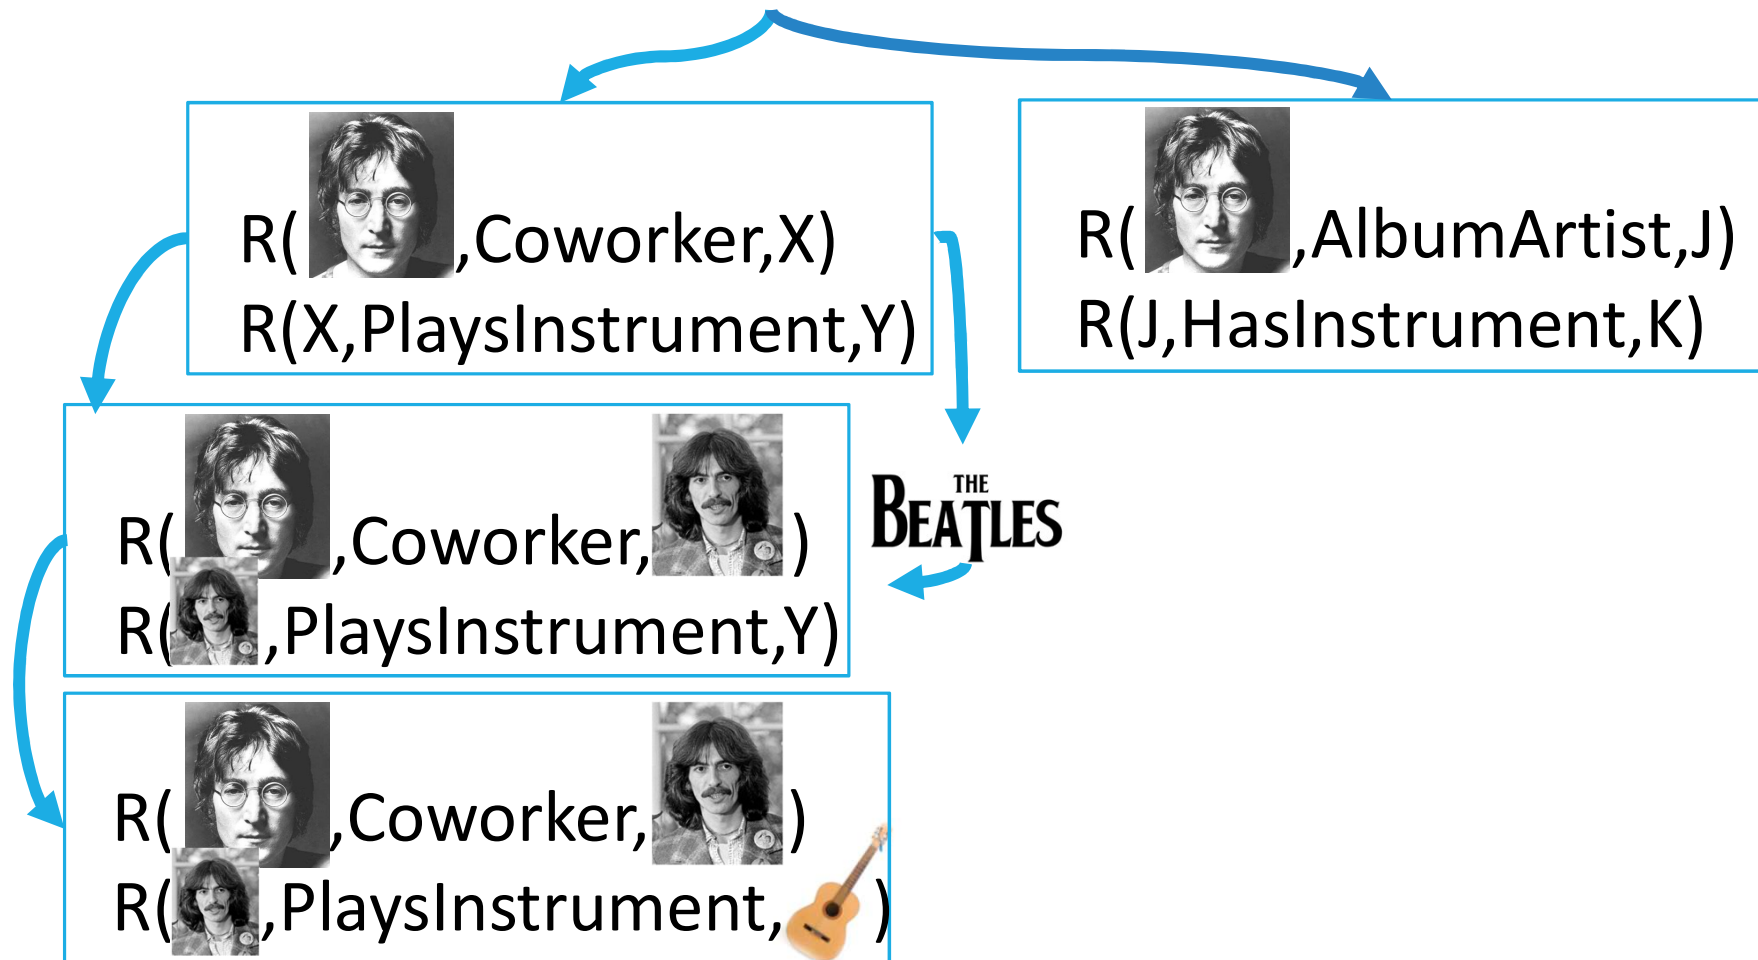 R( ,Coworker,X)
R(X,PlaysInstrument,Y)
R( ,AlbumArtist,J)
R(J,HasInstrument,K)
R( ,Coworker, )
R( ,PlaysInstrument,Y)
THE
BEATLES
R( ,Coworker, )
R( ,PlaysInstrument, )